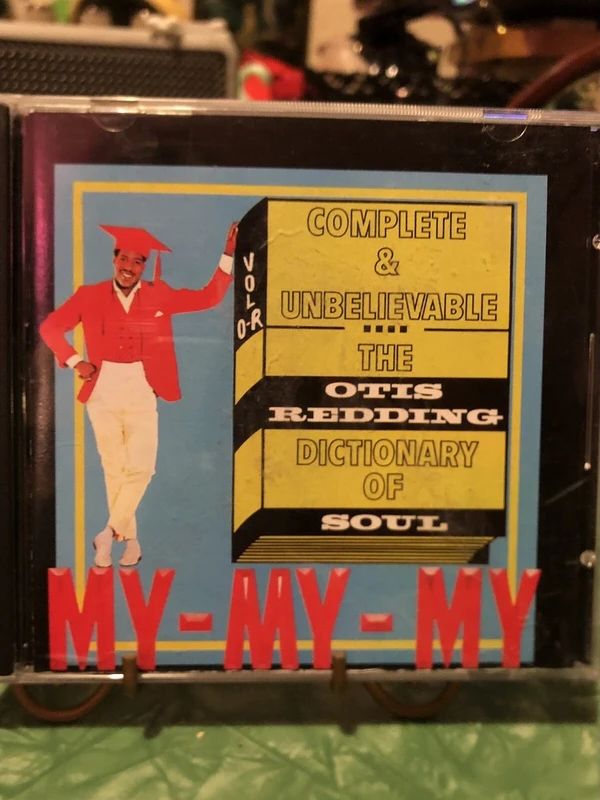 VOL
O-R
COMPLETE
&
UNBELIEVABLE
THE
OTIS
REDDING
DICTIONARY
OF
SOUL
MY-MY-MY